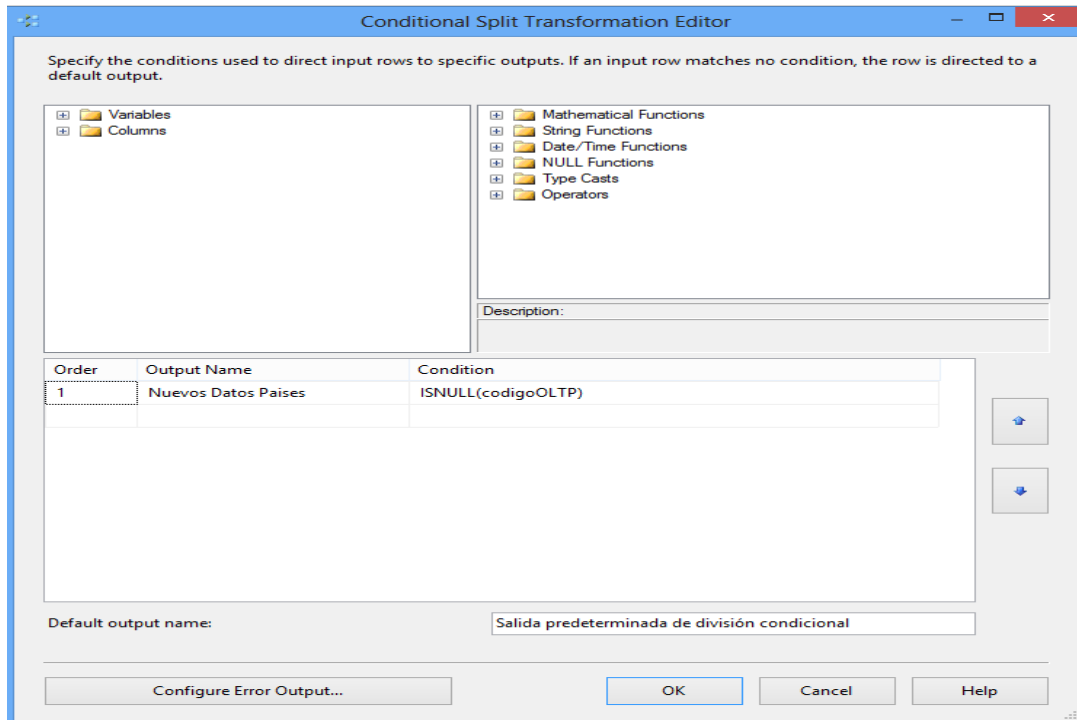 Conditional Split Transformation Editor
Specify the conditions used to direct input rows to specific outputs. If an input row matches no condition, the row is directed to a
default output.
Variables
Columns
Mathematical Functions
String Functions
Date/Time Functions
NULL Functions
Type Casts
Operators
Description:
Order Output Name Condition
1 Nuevos Datos Paises ISNULL(codigoOLTP)
Default output name: Salida predeterminada de división condicional
Configure Error Output... OK Cancel Help